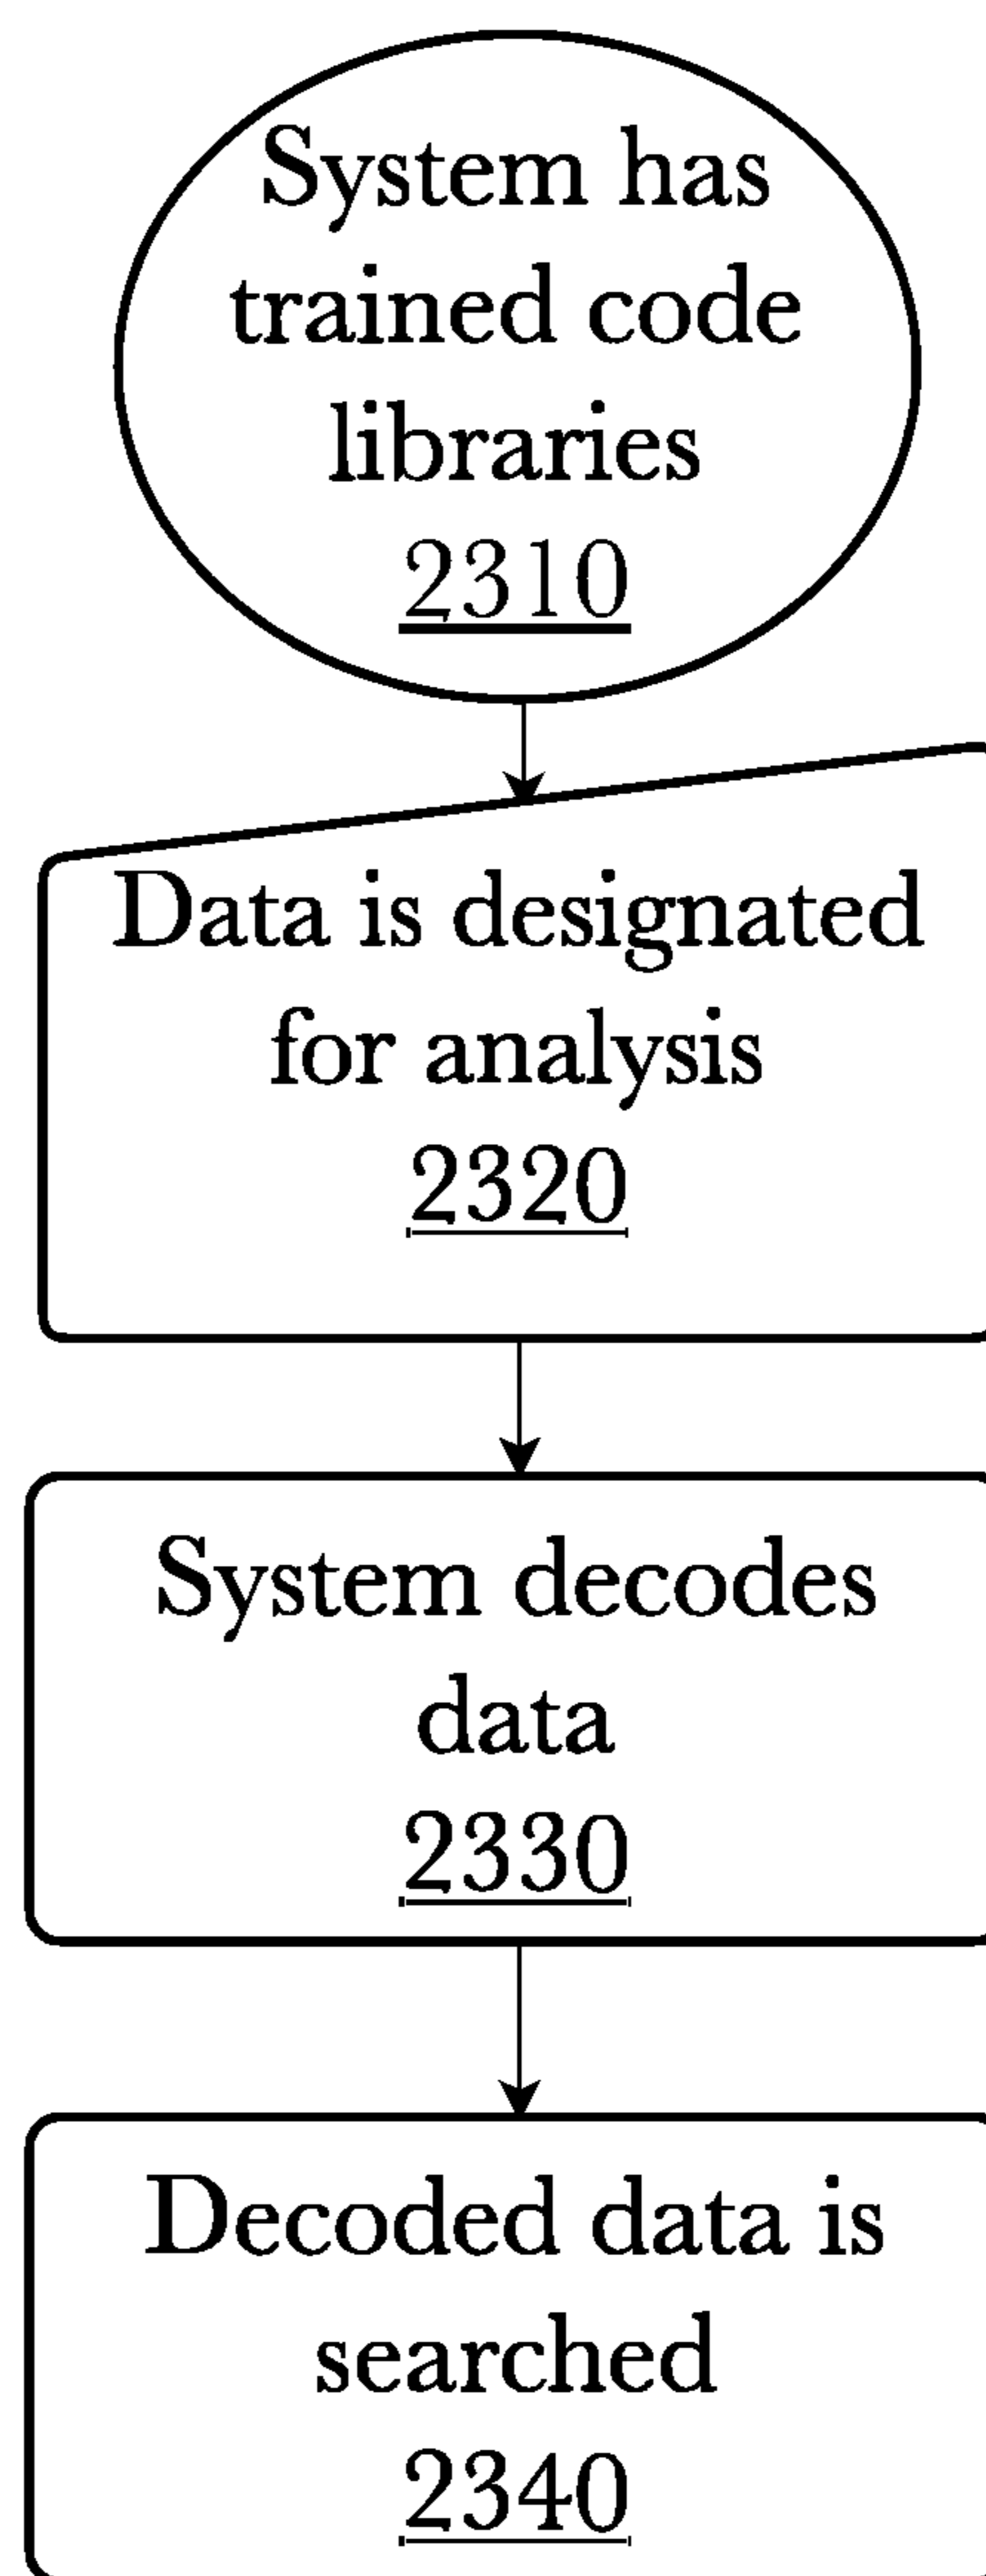 System has
trained code
libraries
2310
Data is designated
for analysis
2320
System decodes
data
2330
Decoded data is
searched
2340